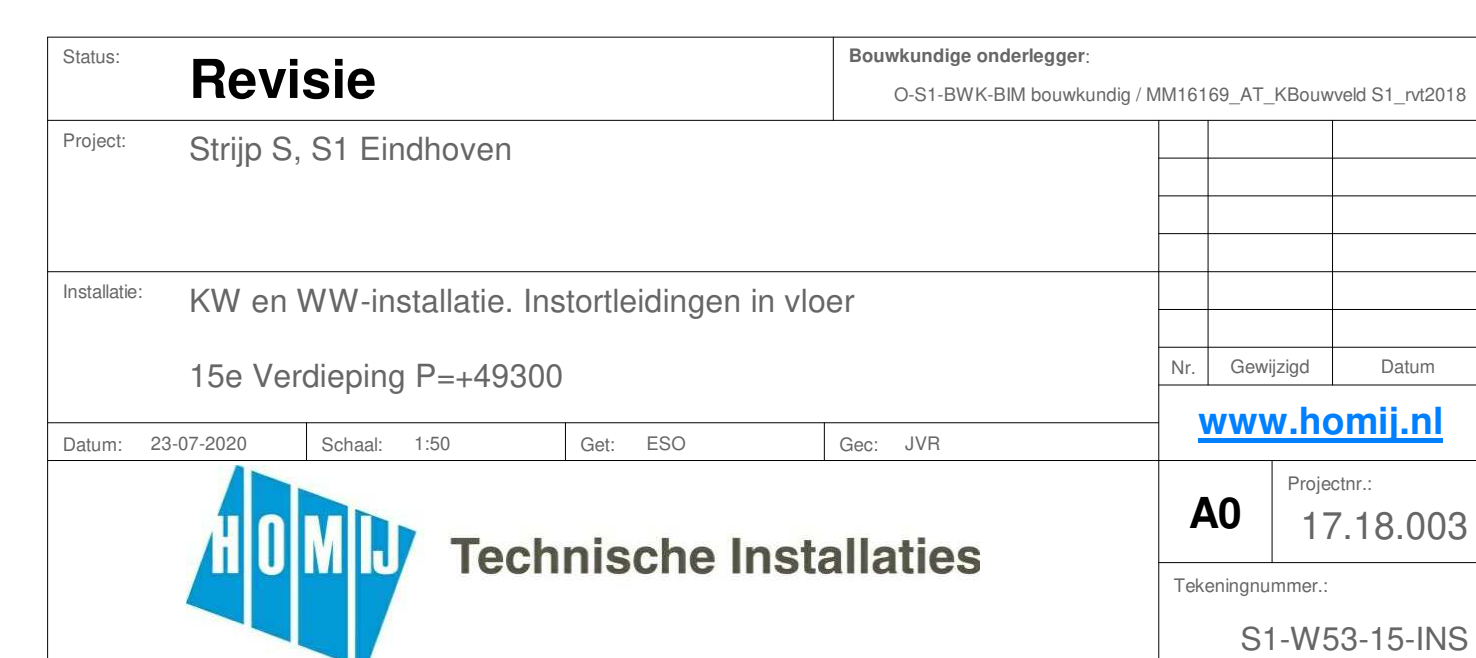 Status:
Revisie
Bouwkundige onderlegger:
O-S1-BWK-BIM bouwkundig / MM16169_AT_KBouwveld S1_rvt2018
Project:
Strijp S, S1 Eindhoven
Installatie:
KW en WW-installatie. Instortleidingen in vloer
15e Verdieping P=+49300
Nr. Gewijzigd Datum
www.homij.nl
Datum: 23-07-2020 Schaal: 1:50 Get: ESO Gec: JVR
HOMIJ
Technische Installaties
A0
Projectnr.:
17.18.003
Tekeningnummer.:
S1-W53-15-INS